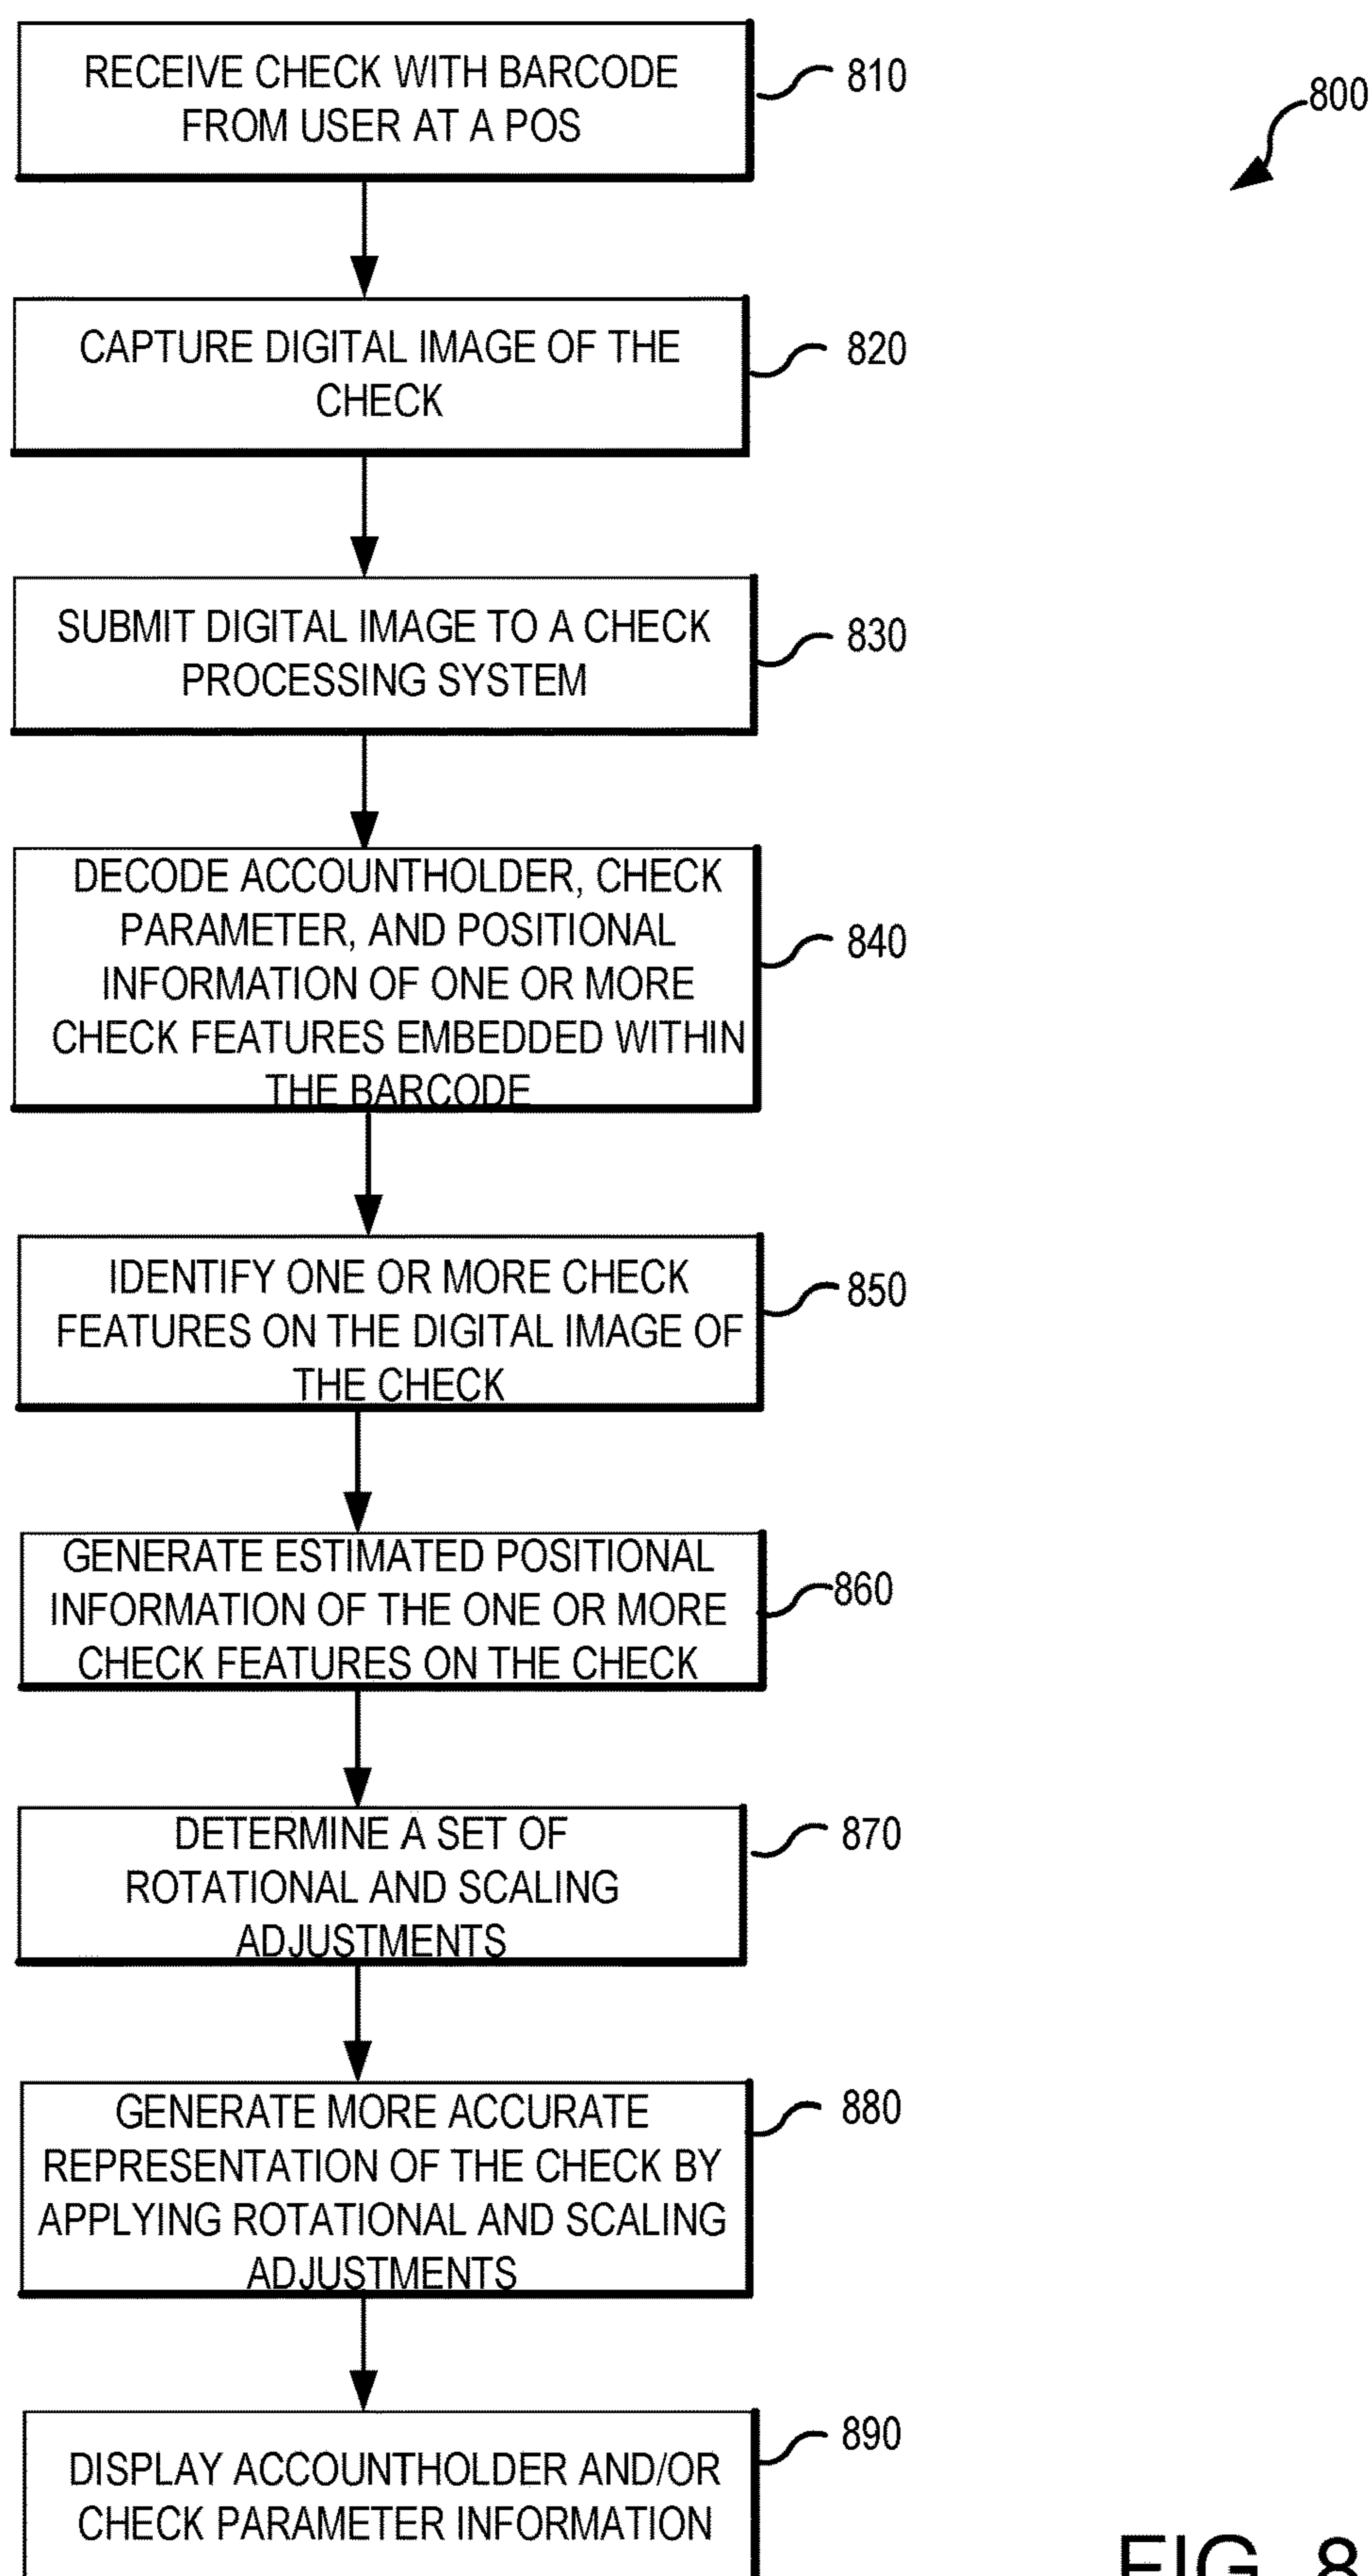 RECEIVE CHECK WITH BARCODE
FROM USER AT A POS
810
800
CAPTURE DIGITAL IMAGE OF THE
CHECK
820
SUBMIT DIGITAL IMAGE TO A CHECK
PROCESSING SYSTEM
830
DECODE ACCOUNTHOLDER, CHECK
PARAMETER, AND POSITIONAL
INFORMATION OF ONE OR MORE
CHECK FEATURES EMBEDDED WITHIN
THE BARCODE
840
IDENTIFY ONE OR MORE CHECK
FEATURES ON THE DIGITAL IMAGE OF
THE CHECK
850
GENERATE ESTIMATED POSITIONAL
INFORMATION OF THE ONE OR MORE
CHECK FEATURES ON THE CHECK
860
DETERMINE A SET OF
ROTATIONAL AND SCALING
ADJUSTMENTS
870
GENERATE MORE ACCURATE
REPRESENTATION OF THE CHECK BY
APPLYING ROTATIONAL AND SCALING
ADJUSTMENTS
880
DISPLAY ACCOUNTHOLDER AND/OR
CHECK PARAMETER INFORMATION
890
FIG. 8